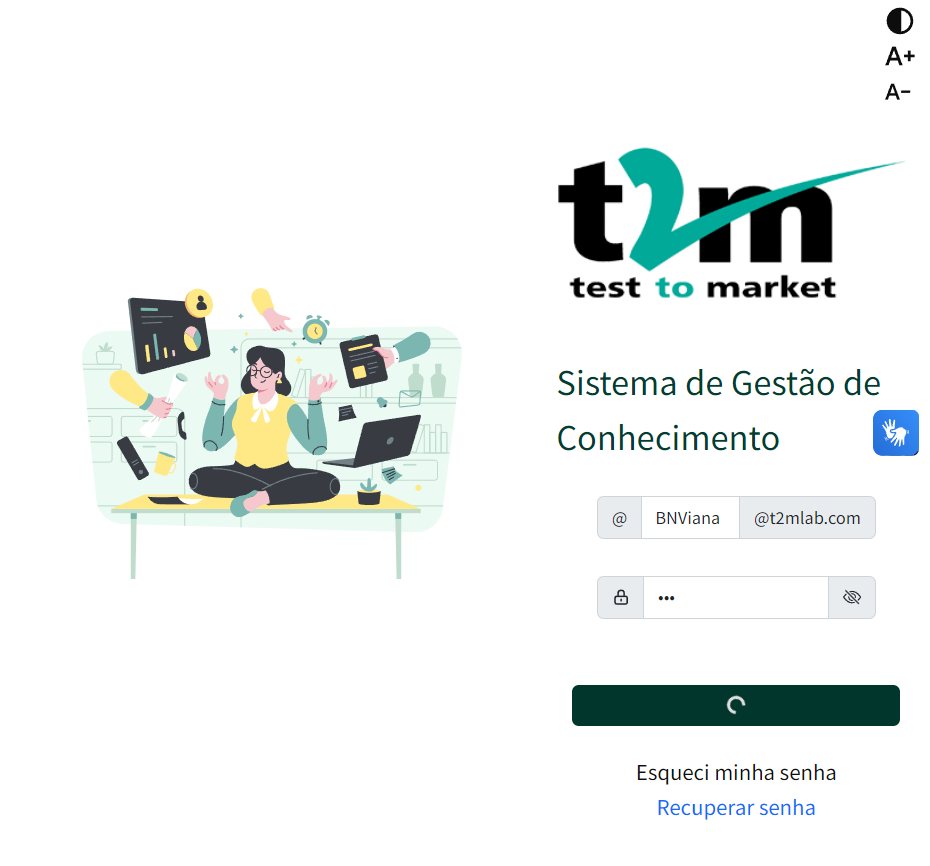 A+
A-
t2m
test to market
Sistema de Gestão de
Conhecimento
@ BNViana @t2mlab.com
•••
Esqueci minha senha
Recuperar senha